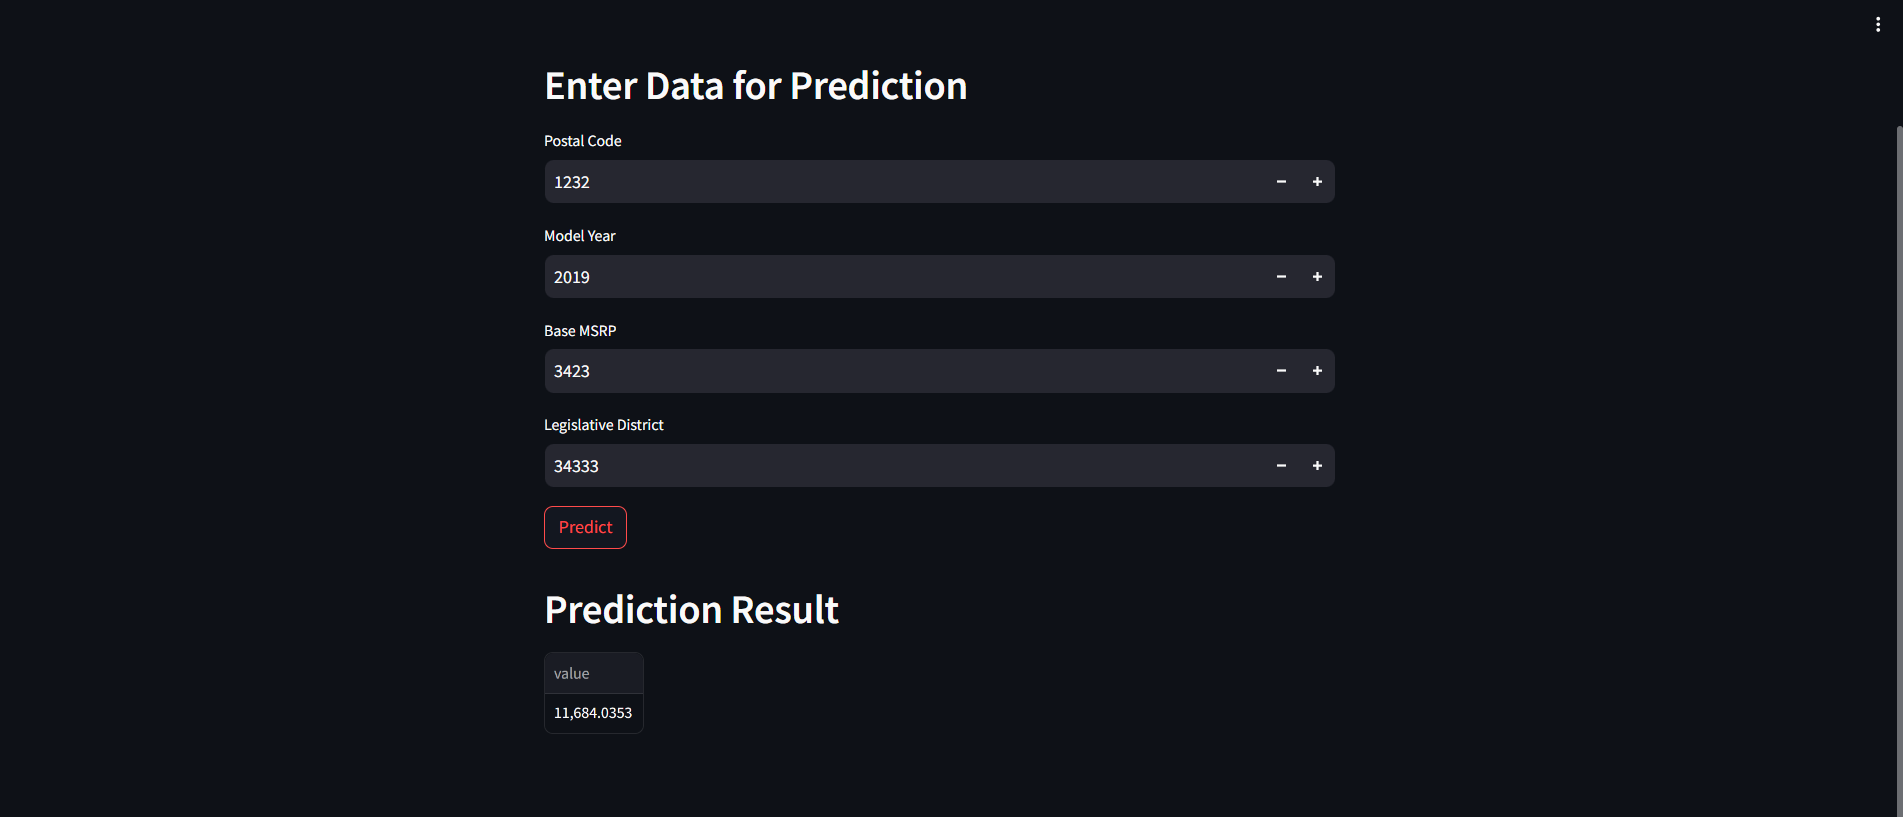 Enter Data for Prediction
Postal Code
1232
Model Year
2019
Base MSRP
3423
Legislative District
34333
Predict
Prediction Result
value
11,684.0353